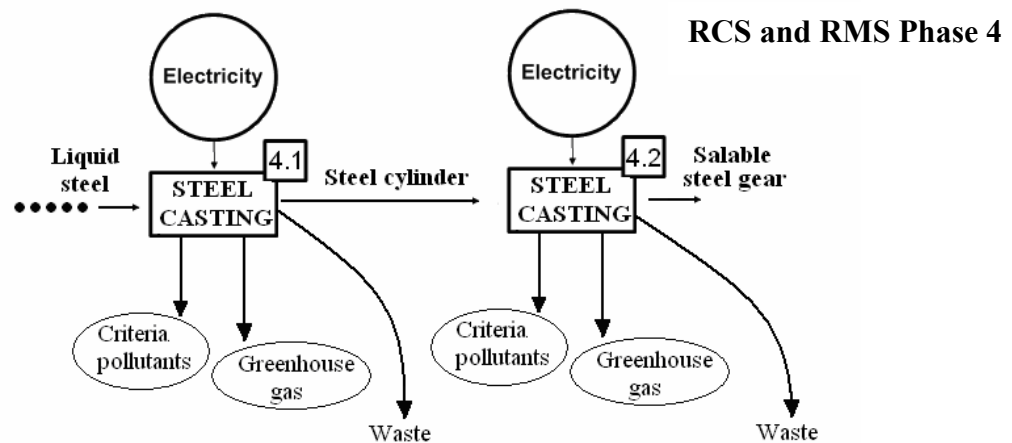 RCS and RMS Phase 4
Electricity
Electricity
Liquid
steel
4.1
STEEL
CASTING
Steel cylinder
4.2
STEEL
CASTING
Salable
steel gear
Criteria
pollutants
Greenhouse
gas
Waste
Criteria
pollutants
Greenhouse
gas
Waste